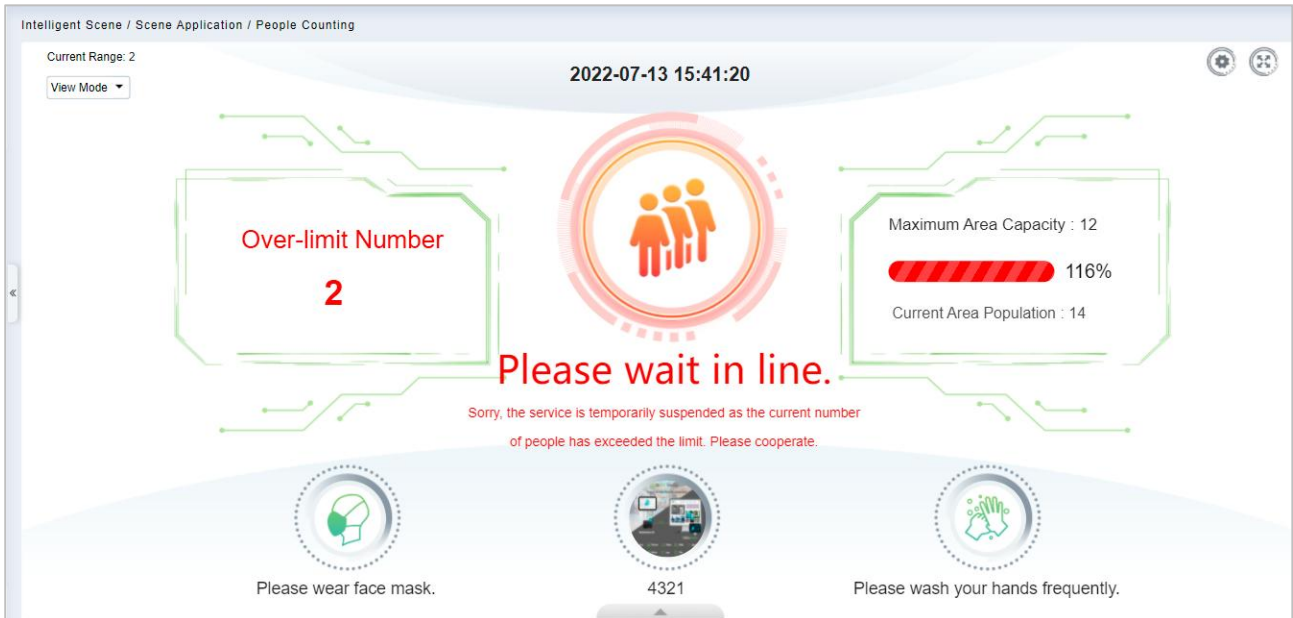 Intelligent Scene / Scene Application / People Counting
Current Range: 2
View Mode
2022-07-13 15:41:20
Over-limit Number
2
Maximum Area Capacity : 12
116%
Current Area Population : 14
Please wait in line.
Sorry, the service is temporarily suspended as the current number
of people has exceeded the limit. Please cooperate.
Please wear face mask.
4321
Please wash your hands frequently.